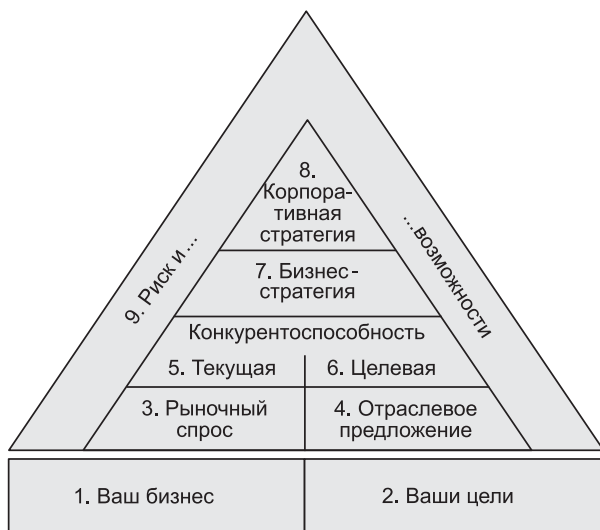 8.
Корпора-
тивная
стратегия
9. Риск и ...
...возможности
7. Бизнес-
стратегия
Конкурентоспособность
5. Текущая
6. Целевая
3. Рыночный
спрос
4. Отраслевое
предложение
1. Ваш бизнес
2. Ваши цели